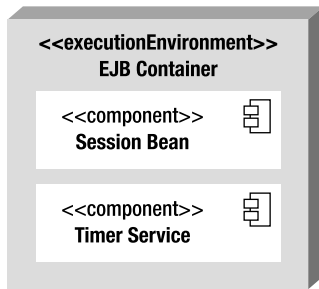 <<executionEnvironment>>
EJB Container
<<component>>
Session Bean
<<component>>
Timer Service